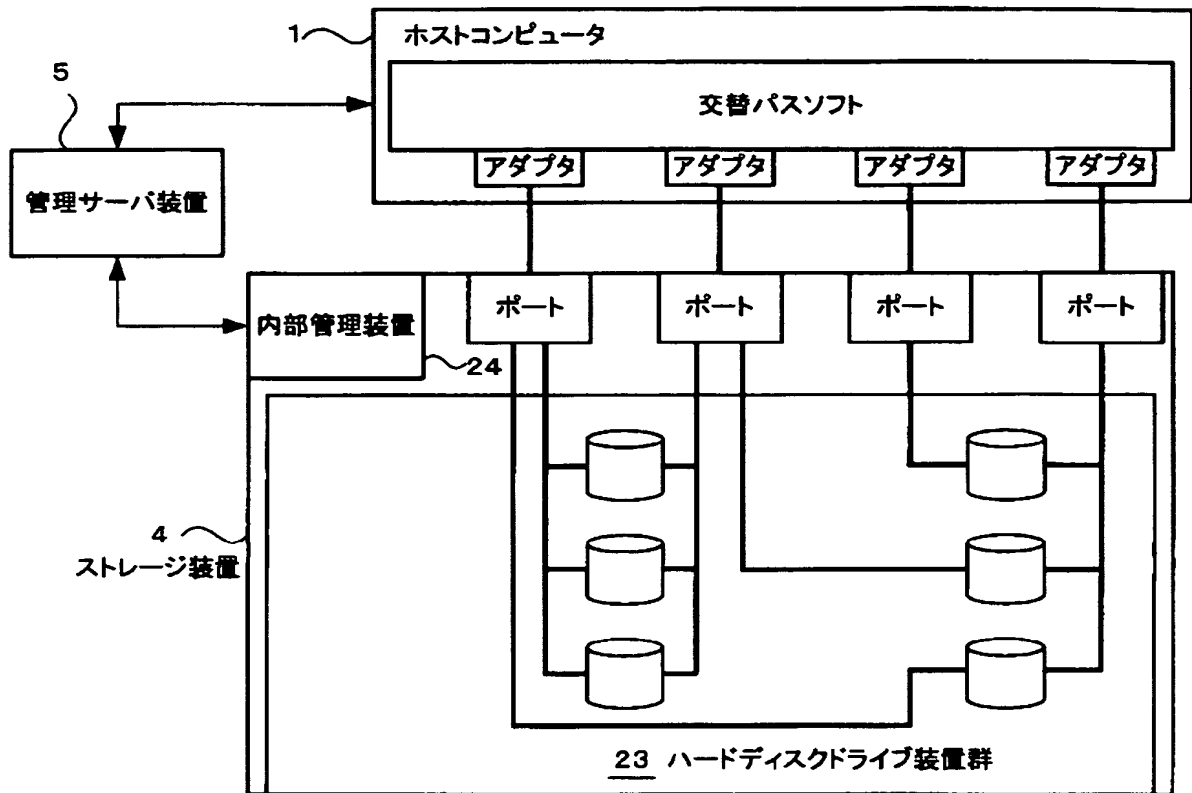 1
ホストコンピュータ
5
交替パスソフト
アダプタ
アダプタ
アダプタ
アダプタ
管理サーバ装置
ポート
ポート
ポート
ポート
内部管理装置
24
4
ストレージ装置
23 ハードディスクドライブ装置群